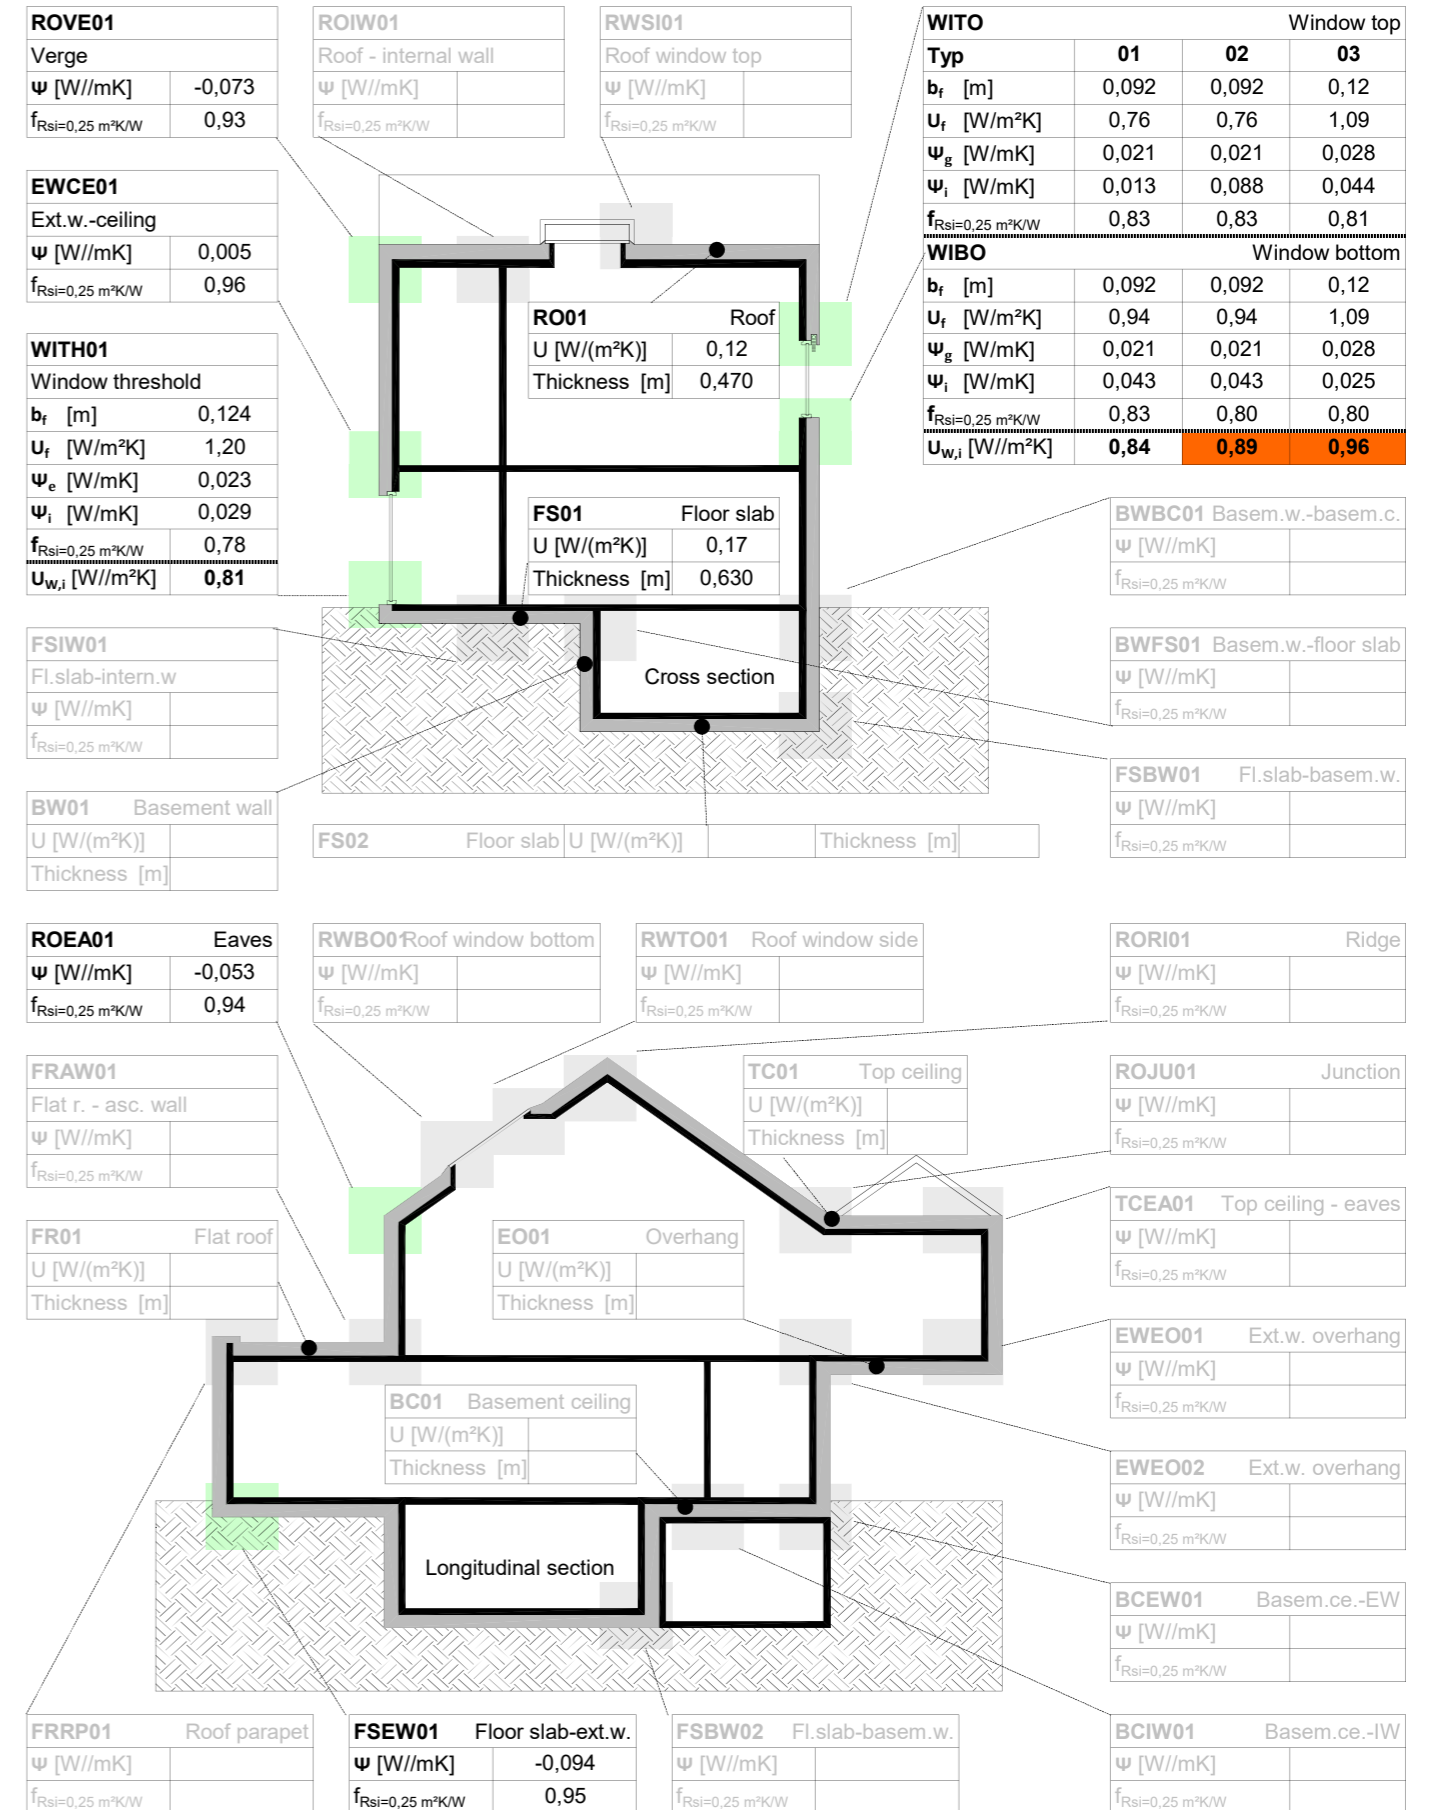 ROVE01
Verge
Ψ [W//mK] -0,073
fRsi=0,25 m²K/W 0,93
ROIW01
Roof - internal wall
Ψ [W//mK]
fRsi=0,25 m²K/W
RWSI01
Roof window top
Ψ [W//mK]
fRsi=0,25 m²K/W
WITO Window top
Typ 01 02 03
bf [m] 0,092 0,092 0,12
Uf [W/m²K] 0,76 0,76 1,09
Ψg [W/mK] 0,021 0,021 0,028
Ψi [W/mK] 0,013 0,088 0,044
fRsi=0,25 m²K/W 0,83 0,83 0,81
WIBO Window bottom
bf [m] 0,092 0,092 0,12
Uf [W/m²K] 0,94 0,94 1,09
Ψg [W/mK] 0,021 0,021 0,028
Ψi [W/mK] 0,043 0,043 0,025
fRsi=0,25 m²K/W 0,83 0,80 0,80
UW,i [W//m²K] 0,84 0,89 0,96
EWCE01
Ext.w.-ceiling
Ψ [W//mK] 0,005
fRsi=0,25 m²K/W 0,96
RO01 Roof
U [W/(m²K)] 0,12
Thickness [m] 0,470
WITH01
Window threshold
bf [m] 0,124
Uf [W/m²K] 1,20
Ψe [W/mK] 0,023
Ψi [W/mK] 0,029
fRsi=0,25 m²K/W 0,78
UW,i [W//m²K] 0,81
FS01 Floor slab
U [W/(m²K)] 0,17
Thickness [m] 0,630
BWBC01 Basem.w.-basem.c.
Ψ [W//mK]
fRsi=0,25 m²K/W
FSIW01
Fl.slab-intern.w
Ψ [W//mK]
fRsi=0,25 m²K/W
Cross section
BWFS01 Basem.w.-floor slab
Ψ [W//mK]
fRsi=0,25 m²K/W
FSBW01 Fl.slab-basem.w.
Ψ [W//mK]
fRsi=0,25 m²K/W
BW01 Basement wall
U [W/(m²K)]
Thickness [m]
FS02 Floor slab U [W/(m²K)] Thickness [m]
ROEA01 Eaves
Ψ [W//mK] -0,053
fRsi=0,25 m²K/W 0,94
RWBO01 Roof window bottom
Ψ [W//mK]
fRsi=0,25 m²K/W
RWTO01 Roof window side
Ψ [W//mK]
fRsi=0,25 m²K/W
RORI01 Ridge
Ψ [W//mK]
fRsi=0,25 m²K/W
FRAW01
Flat r. - asc. wall
Ψ [W//mK]
fRsi=0,25 m²K/W
TC01 Top ceiling
U [W/(m²K)]
Thickness [m]
ROJU01 Junction
Ψ [W//mK]
fRsi=0,25 m²K/W
TCEA01 Top ceiling - eaves
Ψ [W//mK]
fRsi=0,25 m²K/W
FR01 Flat roof
U [W/(m²K)]
Thickness [m]
EO01 Overhang
U [W/(m²K)]
Thickness [m]
EWEO01 Ext.w. overhang
Ψ [W//mK]
fRsi=0,25 m²K/W
BC01 Basement ceiling
U [W/(m²K)]
Thickness [m]
EWEO02 Ext.w. overhang
Ψ [W//mK]
fRsi=0,25 m²K/W
Longitudinal section
BCEW01 Basem.ce.-EW
Ψ [W//mK]
fRsi=0,25 m²K/W
FRRP01 Roof parapet
Ψ [W//mK]
fRsi=0,25 m²K/W
FSEW01 Floor slab-ext.w.
Ψ [W//mK] -0,094
fRsi=0,25 m²K/W 0,95
FSBW02 Fl.slab-basem.w.
Ψ [W//mK]
fRsi=0,25 m²K/W
BCIW01 Basem.ce.-IW
Ψ [W//mK]
fRsi=0,25 m²K/W